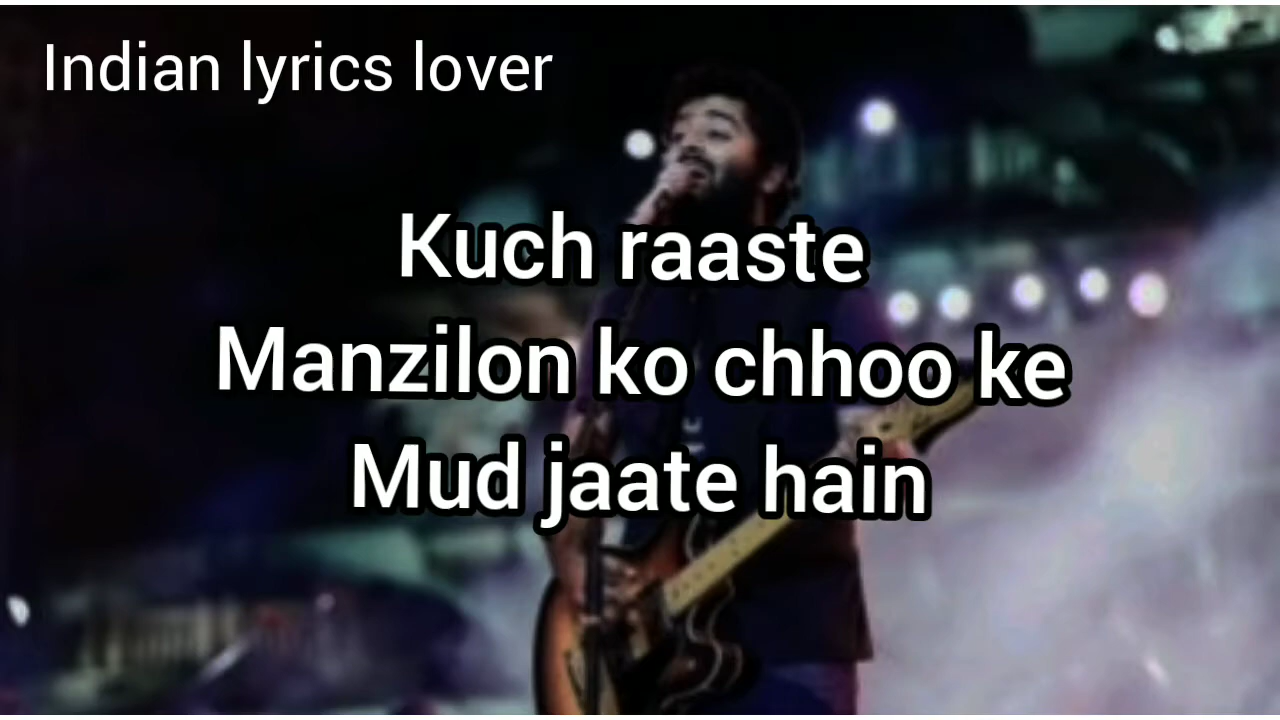 Indian lyrics lover
Kuch raaste
Manzilon ko chhoo ke
Mud jaate hain